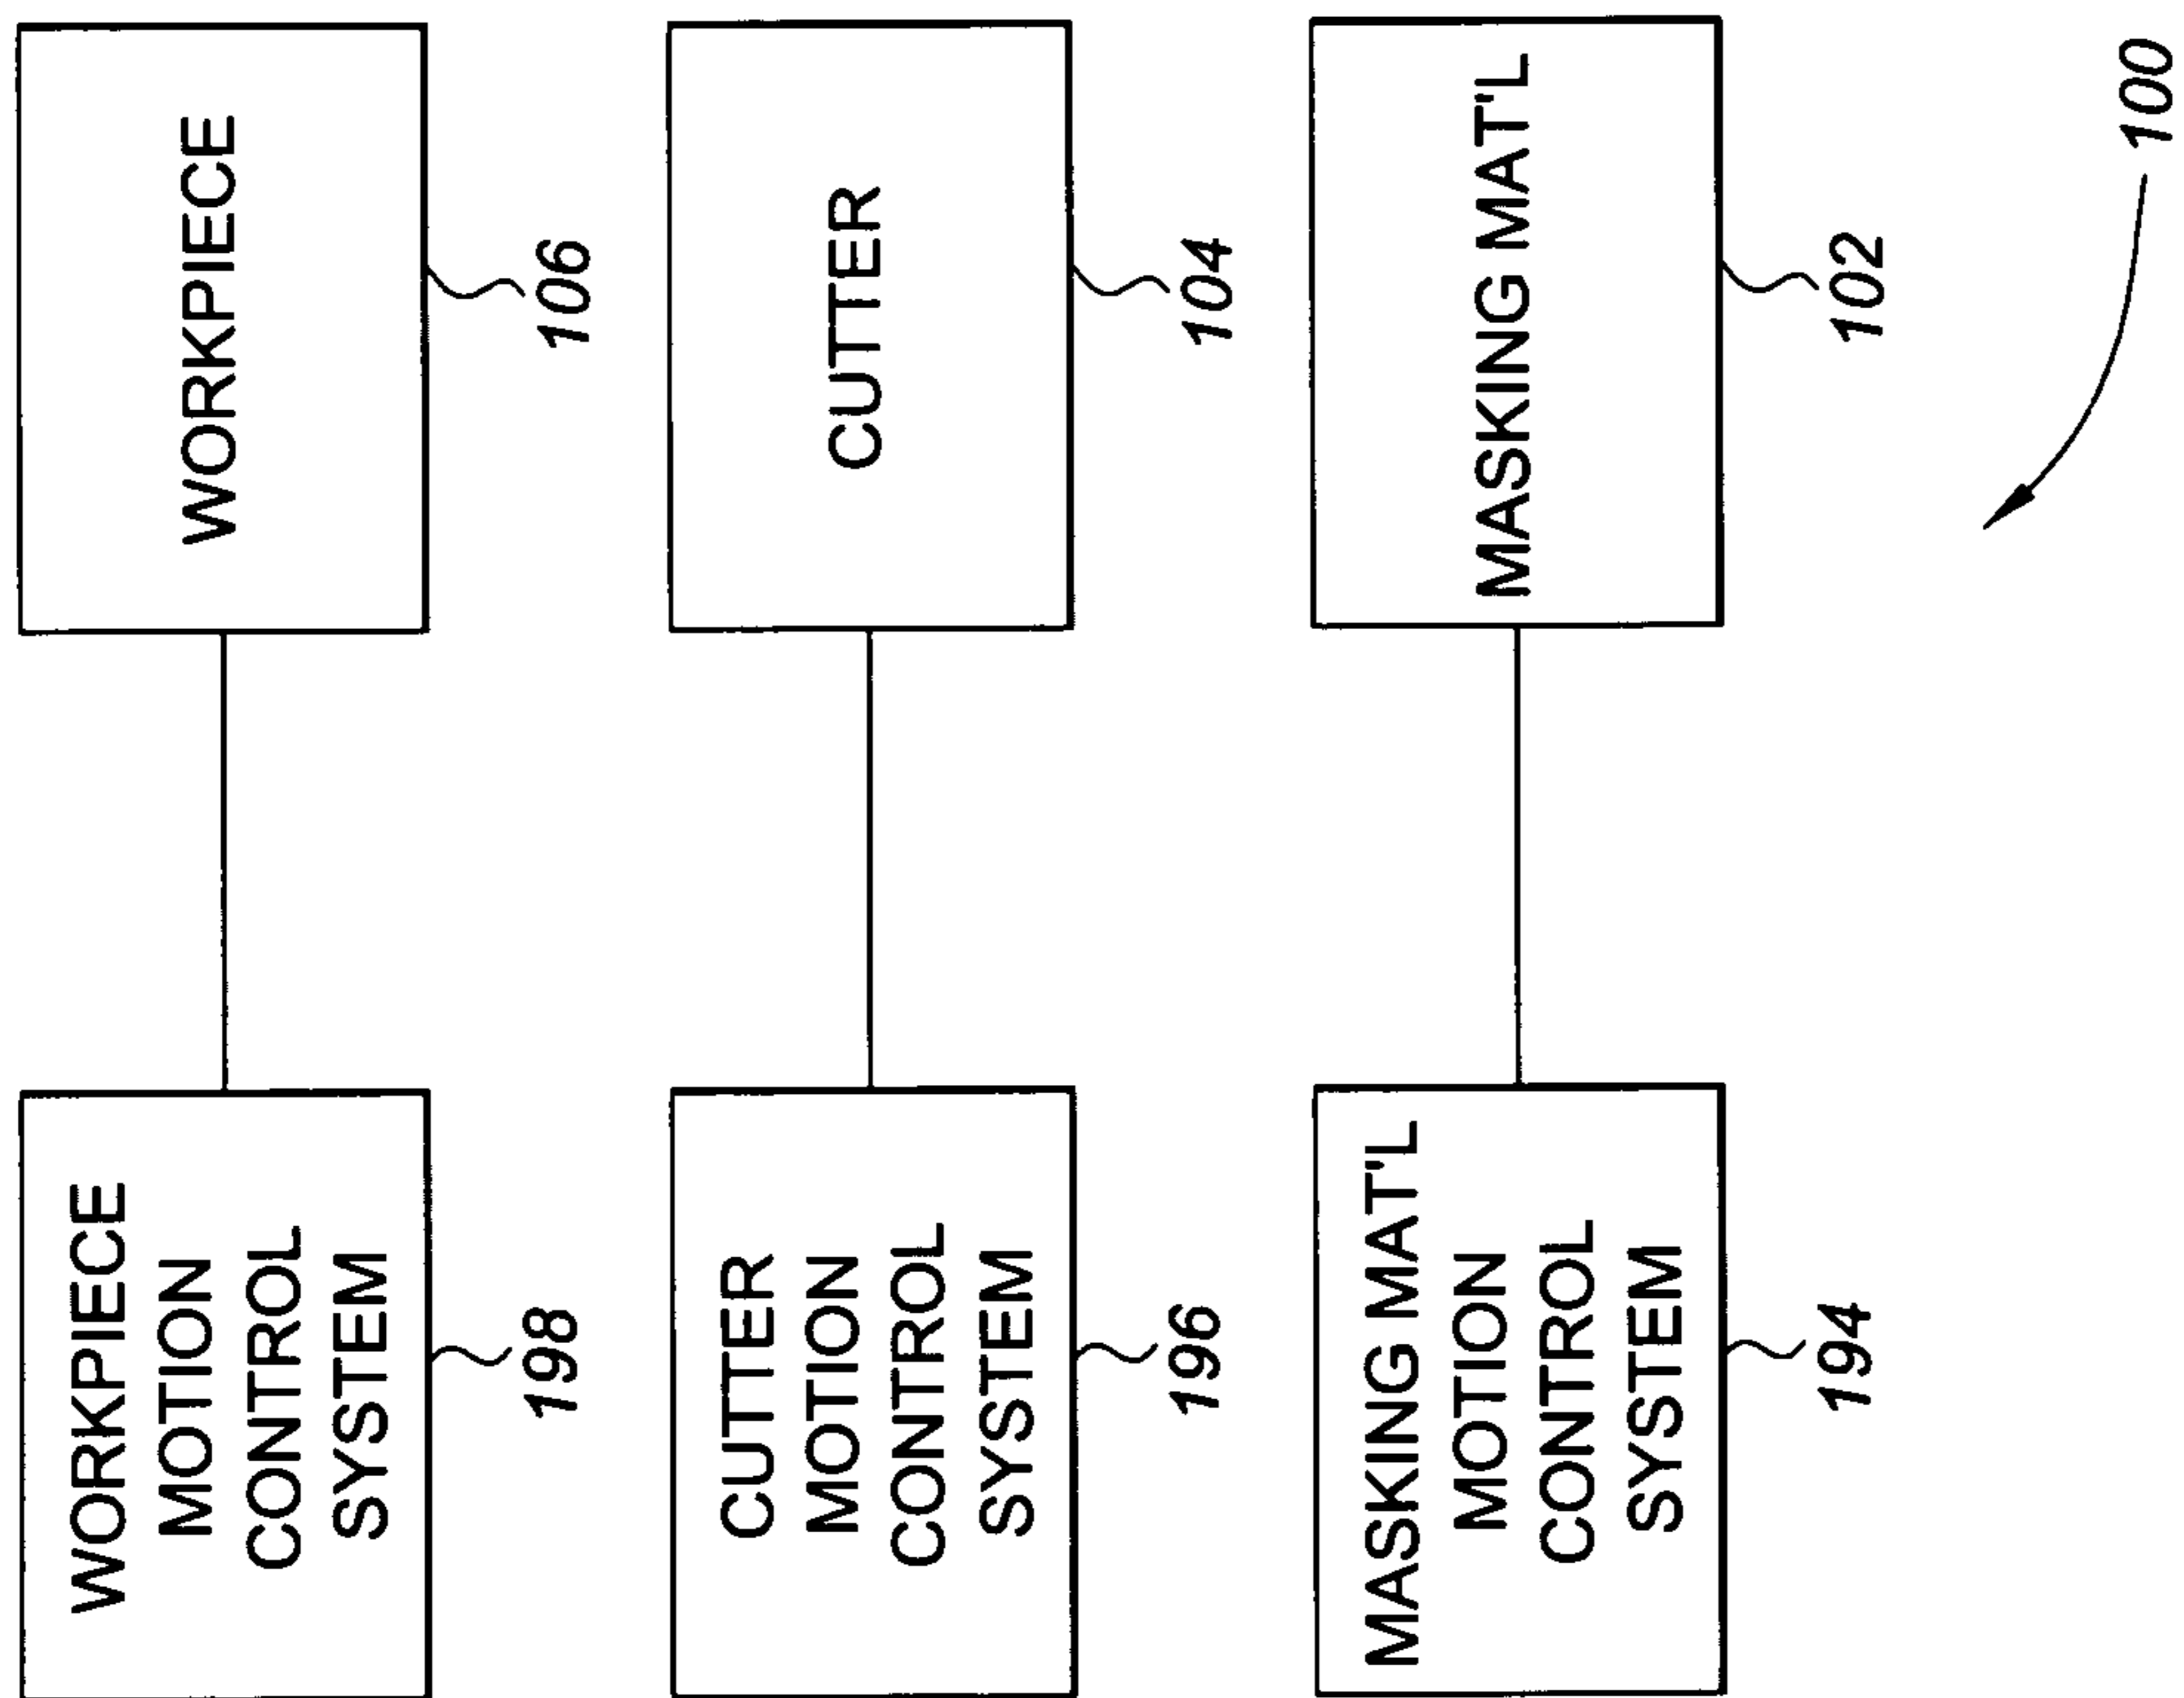 WORKPIECE
MOTION
CONTROL
SYSTEM
198
WORKPIECE
106
CUTTER
MOTION
CONTROL
SYSTEM
196
CUTTER
104
MASKING MAT'L
MOTION
CONTROL
SYSTEM
194
MASKING MAT'L
102
100